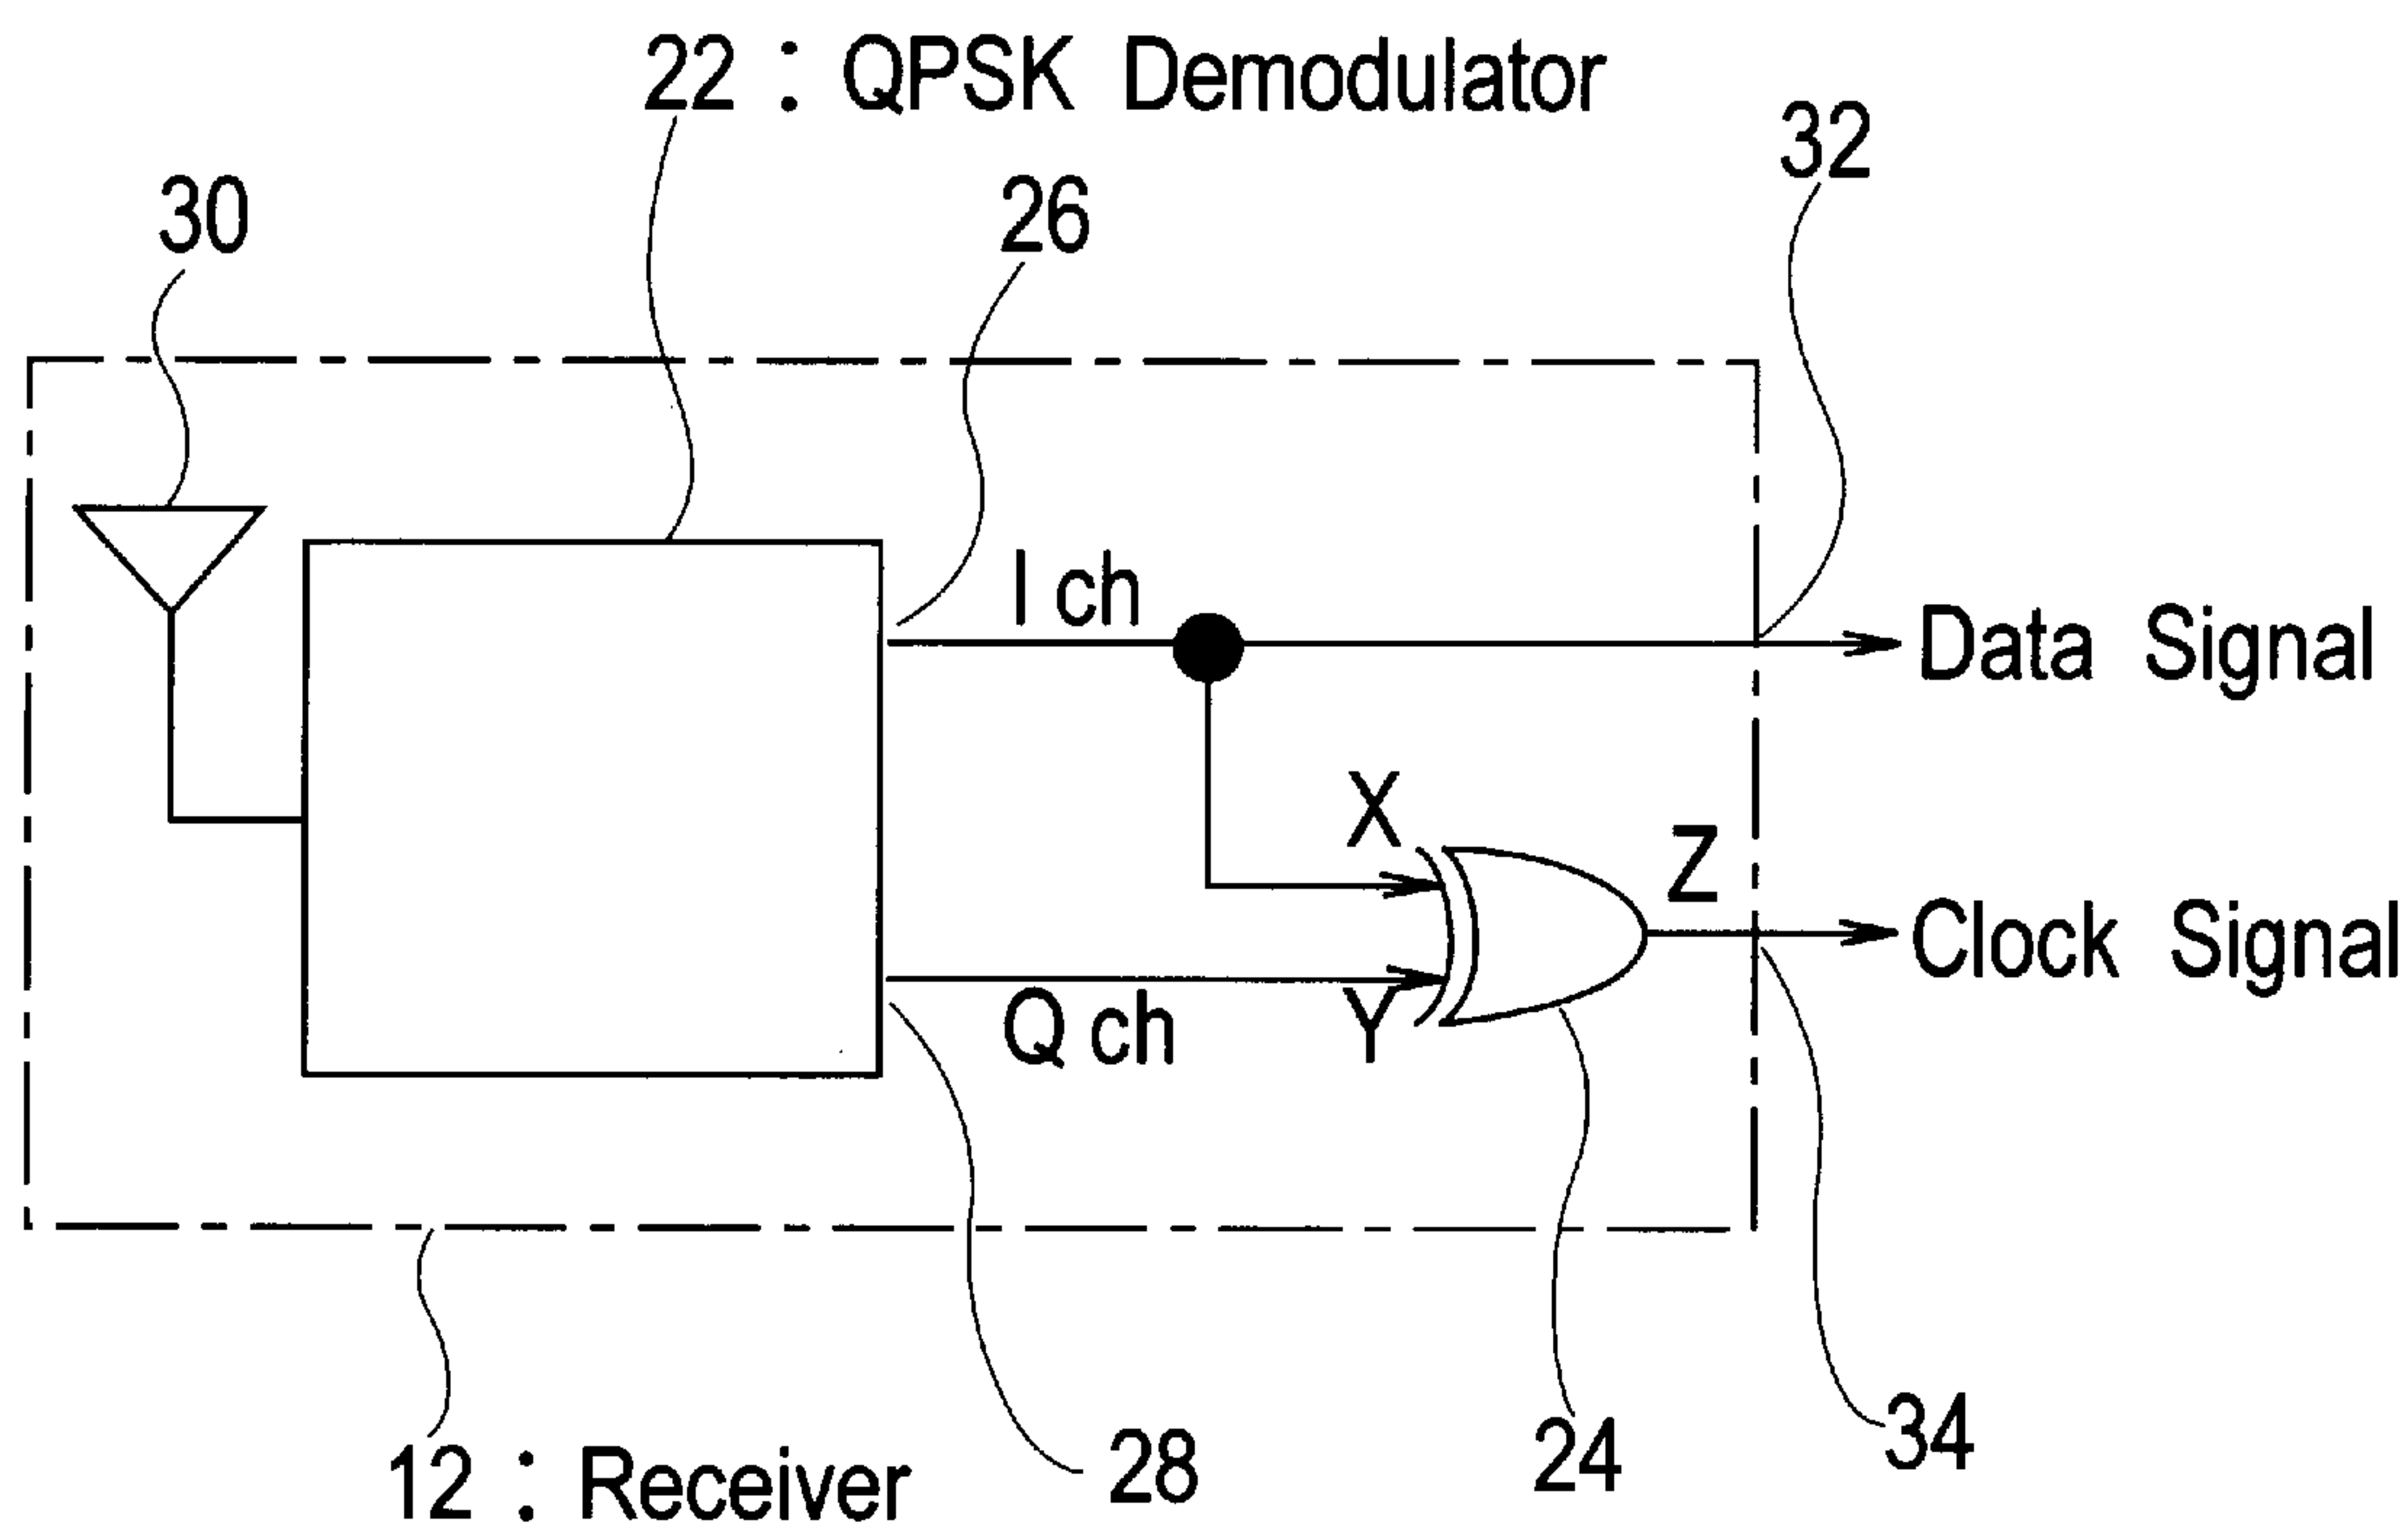 22 : QPSK Demodulator
32
30
26
I ch
Data Signal
X
Z
Clock Signal
Q ch
Y
34
12 : Receiver
28
24